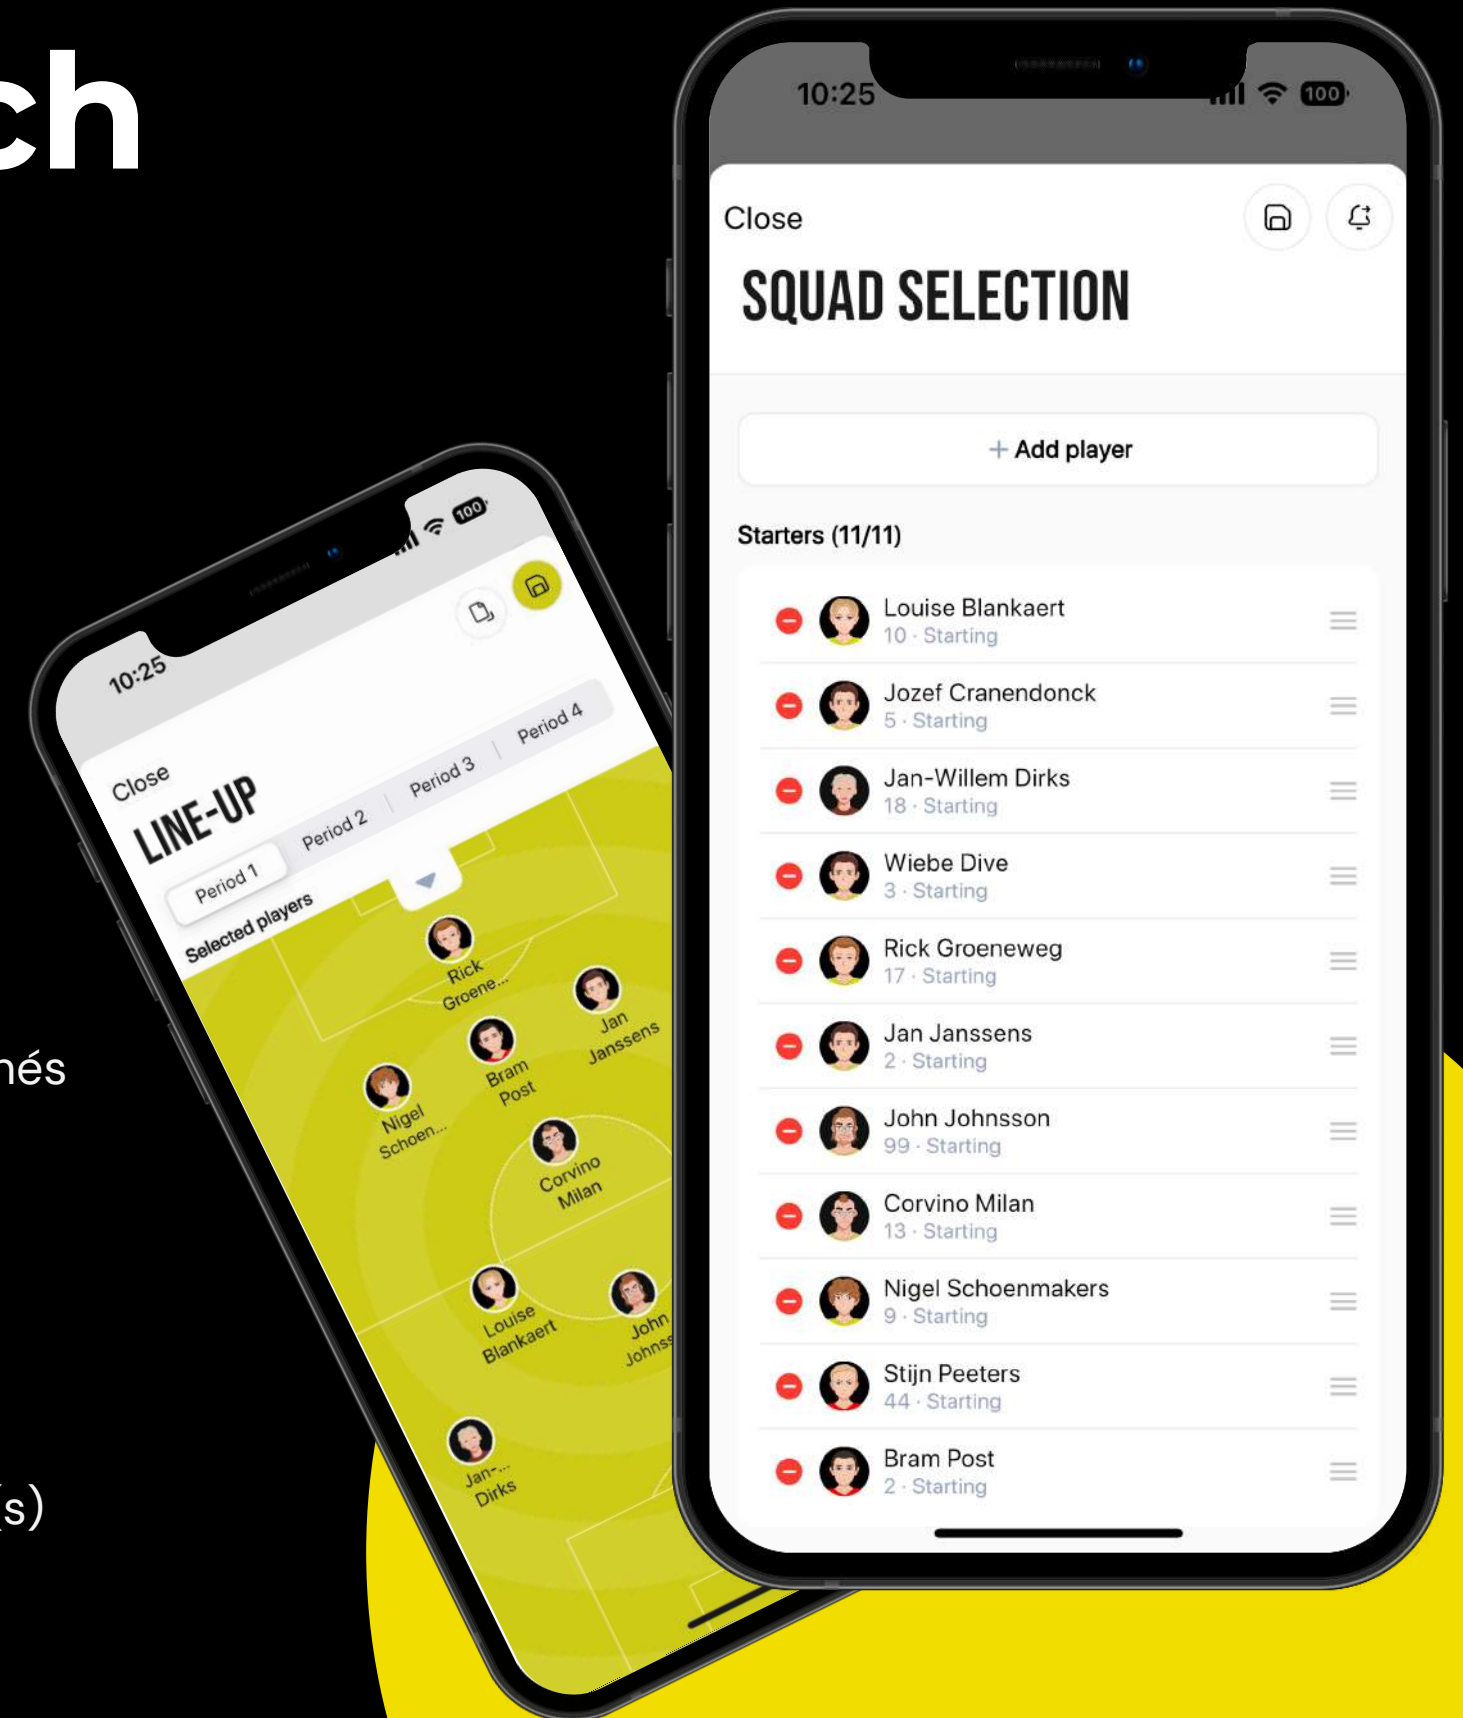 ch
nés
(s)
10:25
100
Close
LINE-UP
Period 1
Period 2
Period 3
Period 4
Selected players
Rick
Groene...
Jan
Janssens
Bram
Post
Nigel
Schoen...
Corvino
Milan
Louise
Blankaert
John
Johnss
Jan-...
Dirks
10:25
100
Close
SQUAD SELECTION
+ Add player
Starters (11/11)
Louise Blankaert
10 · Starting
Jozef Cranendonck
5 · Starting
Jan-Willem Dirks
18 · Starting
Wiebe Dive
3 · Starting
Rick Groeneweg
17 · Starting
Jan Janssens
2 · Starting
John Johnsson
99 · Starting
Corvino Milan
13 · Starting
Nigel Schoenmakers
9 · Starting
Stijn Peeters
44 · Starting
Bram Post
2 · Starting